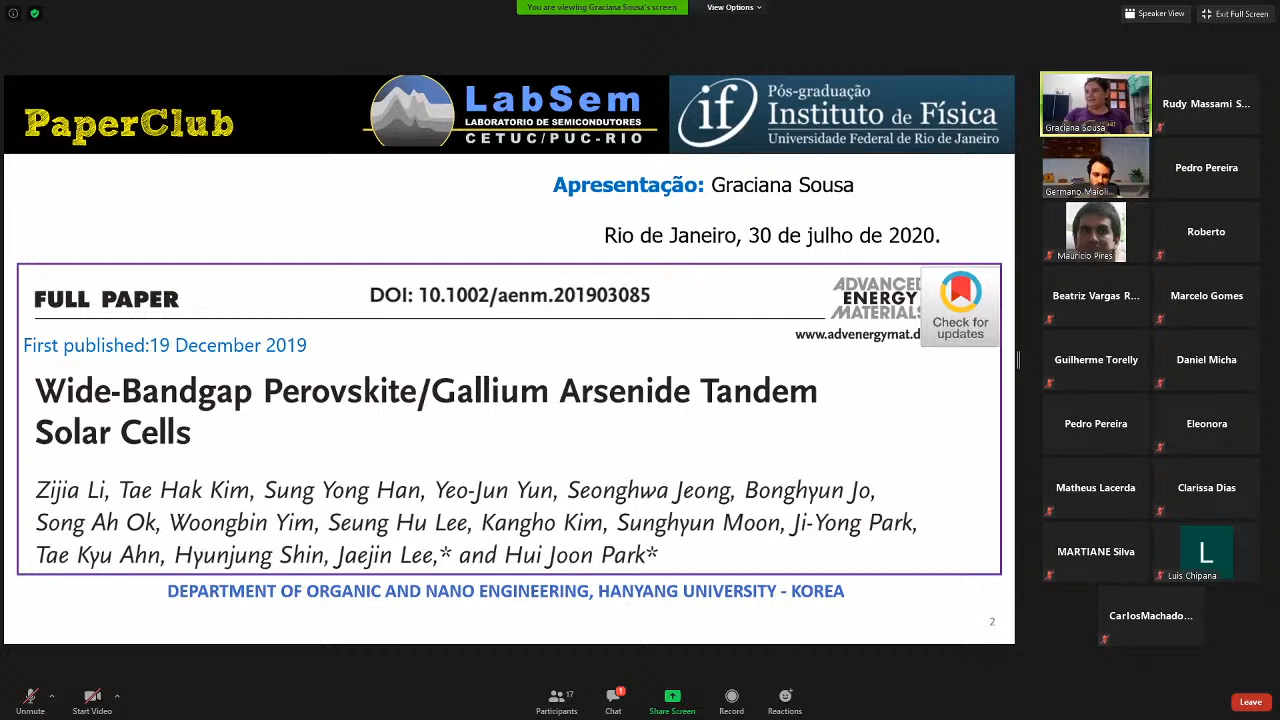 You are viewing Graciana Sousa's screen
View Options
Speaker View
Exit Full Screen
PaperClub
LabSem
LABORATORIO DE SEMICONDUTORES
CETUC/PUC-RIO
if
Pós-graduação
Instituto de Física
Universidade Federal do Rio de Janeiro
Apresentação: Graciana Sousa
Rio de Janeiro, 30 de julho de 2020.
FULL PAPER
DOI: 10.1002/aenm.201903085
ADVANCED
ENERGY
MATERIALS
www.advenergymat.d
Check for
updates
First published:19 December 2019
Wide-Bandgap Perovskite/Gallium Arsenide Tandem
Solar Cells
Zijia Li, Tae Hak Kim, Sung Yong Han, Yeo-Jun Yun, Seonghwa Jeong, Bonghyun Jo,
Song Ah Ok, Woongbin Yim, Seung Hu Lee, Kangho Kim, Sunghyun Moon, Ji-Yong Park,
Tae Kyu Ahn, Hyunjung Shin, Jaejin Lee,* and Hui Joon Park*
DEPARTMENT OF ORGANIC AND NANO ENGINEERING, HANYANG UNIVERSITY - KOREA
2
Graciana Sousa
Rudy Massami S...
Germano Maioli...
Pedro Pereira
Mauricio Pires
Roberto
Beatriz Vargas R...
Marcelo Gomes
Guilherme Torelly
Daniel Micha
Pedro Pereira
Eleonora
Matheus Lacerda
Clarissa Dias
MARTIANE Silva
L
Luis Chipana
CarlosMachado...
Unmute
Start Video
17
Participants
1
Chat
Share Screen
Record
Reactions
Leave